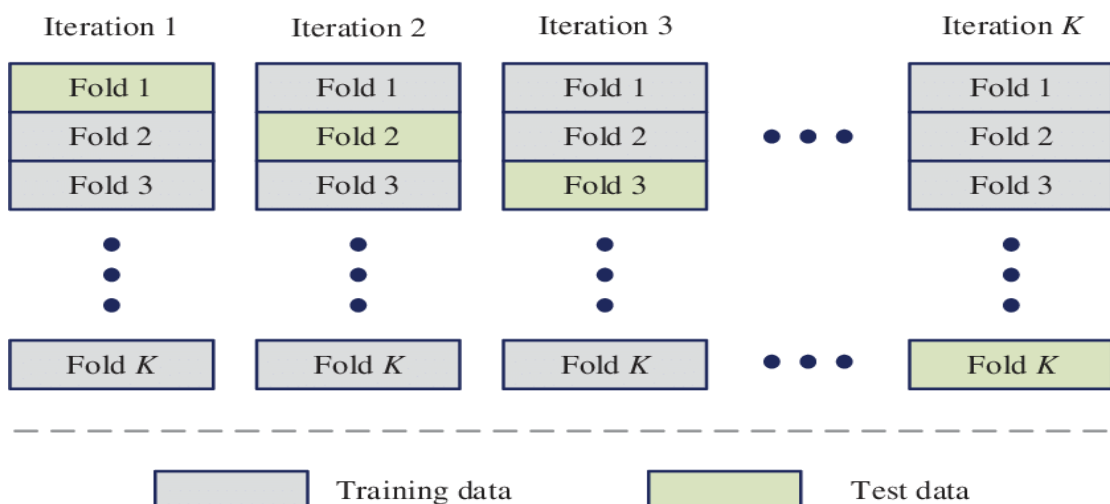 Iteration 1 Iteration 2 Iteration 3 Iteration K
Fold 1 Fold 1 Fold 1 Fold 1
Fold 2 Fold 2 Fold 2 Fold 2
Fold 3 Fold 3 Fold 3 Fold 3
Fold K Fold K Fold K Fold K
Training data Test data